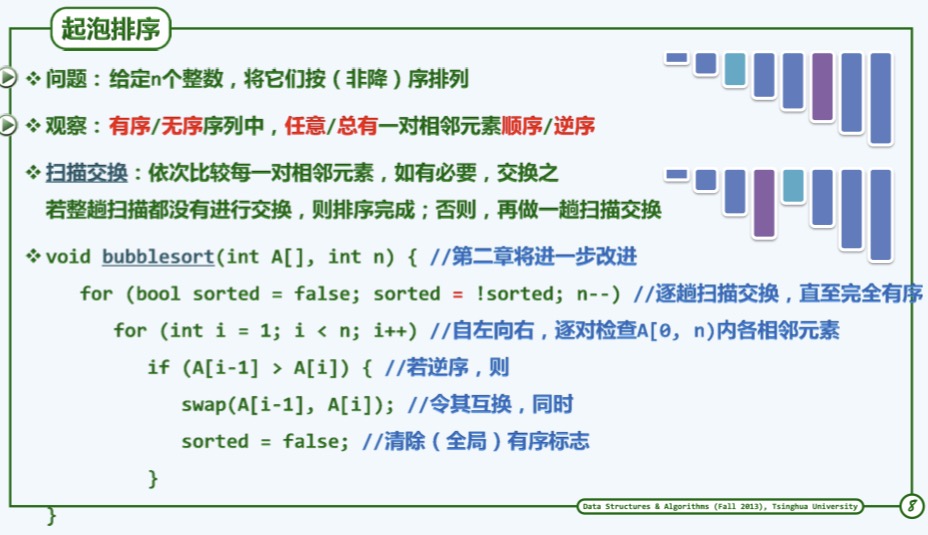 起泡排序
❖问题：给定n个整数，将它们按（非降）序排列
❖观察：有序/无序序列中，任意/总有一对相邻元素顺序/逆序
❖扫描交换：依次比较每一对相邻元素，如有必要，交换之
若整趟扫描都没有进行交换，则排序完成；否则，再做一趟扫描交换
❖void bubblesort(int A[], int n) { //第二章将进一步改进
for (bool sorted = false; sorted = !sorted; n--) //逐趟扫描交换，直至完全有序
for (int i = 1; i < n; i++) //自左向右，逐对检查A[0, n)内各相邻元素
if (A[i-1] > A[i]) { //若逆序，则
swap(A[i-1], A[i]); //令其互换，同时
sorted = false; //清除（全局）有序标志
}
}
Data Structures & Algorithms (Fall 2013), Tsinghua University
8